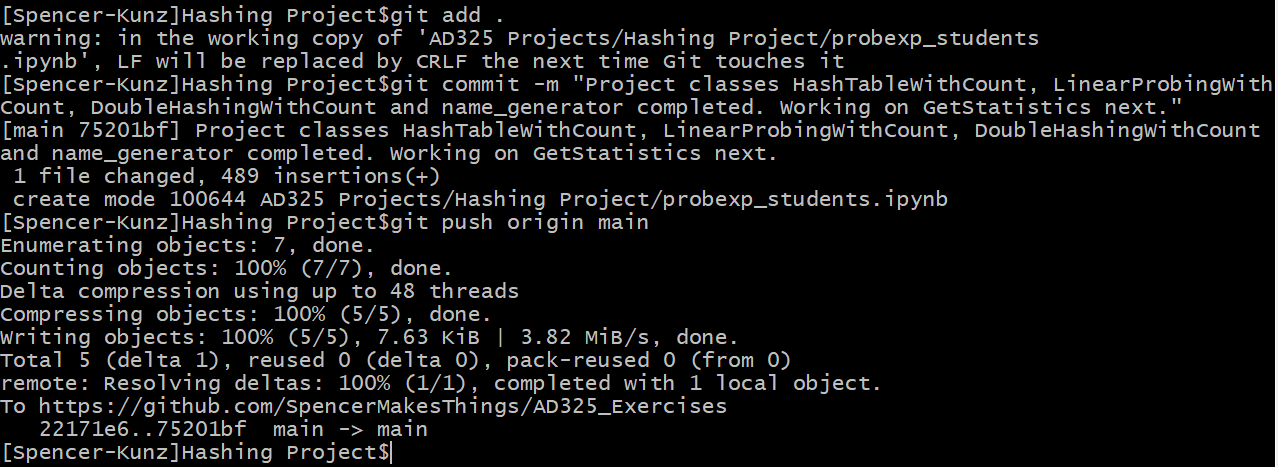 [Spencer-Kunz]Hashing Project$git add .
warning: in the working copy of 'AD325 Projects/Hashing Project/probexp_students
.ipynb', LF will be replaced by CRLF the next time Git touches it
[Spencer-Kunz]Hashing Project$git commit -m "Project classes HashTableWithCount, LinearProbingWith
Count, DoubleHashingWithCount and name_generator completed. Working on GetStatistics next."
[main 75201bf] Project classes HashTableWithCount, LinearProbingWithCount, DoubleHashingWithCount
and name_generator completed. Working on GetStatistics next.
 1 file changed, 489 insertions(+)
 create mode 100644 AD325 Projects/Hashing Project/probexp_students.ipynb
[Spencer-Kunz]Hashing Project$git push origin main
Enumerating objects: 7, done.
Counting objects: 100% (7/7), done.
Delta compression using up to 48 threads
Compressing objects: 100% (5/5), done.
Writing objects: 100% (5/5), 7.63 KiB | 3.82 MiB/s, done.
Total 5 (delta 1), reused 0 (delta 0), pack-reused 0 (from 0)
remote: Resolving deltas: 100% (1/1), completed with 1 local object.
To https://github.com/SpencerMakesThings/AD325_Exercises
   22171e6..75201bf  main -> main
[Spencer-Kunz]Hashing Project$